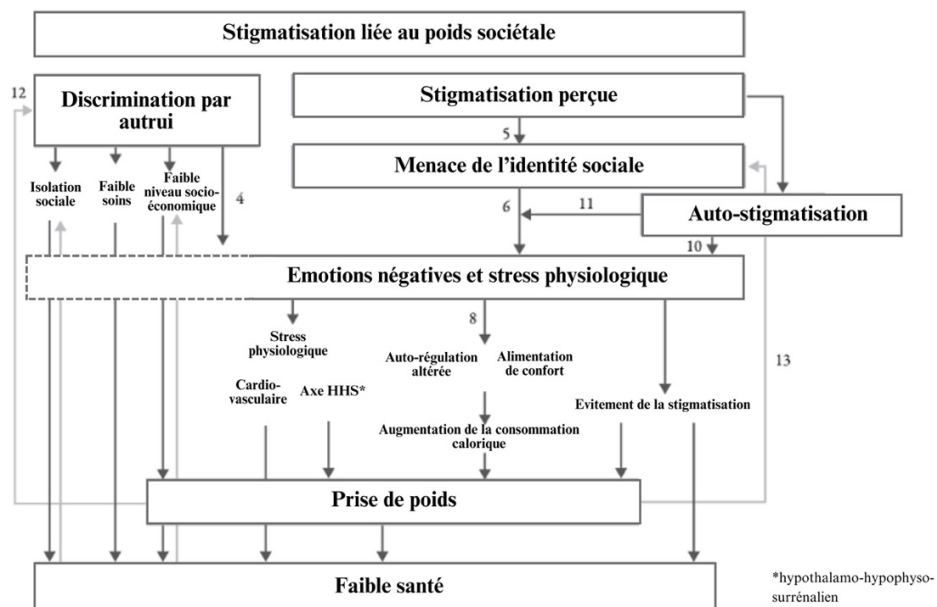 Stigmatisation liée au poids sociétale
12
Discrimination par
autrui
Stigmatisation perçue
5
Menace de l'identité sociale
Isolation
sociale
Faible
soins
Faible
niveau socio-
économique
4
6
11
Auto-stigmatisation
10
Emotions négatives et stress physiologique
Stress
physiologique
8
Auto-régulation
altérée
Alimentation
de confort
13
Cardio-
vasculaire
Axe HHS*
Evitement de la stigmatisation
Augmentation de la consommation
calorique
Prise de poids
Faible santé
*hypothalamo-hypophyso-
surrénalien